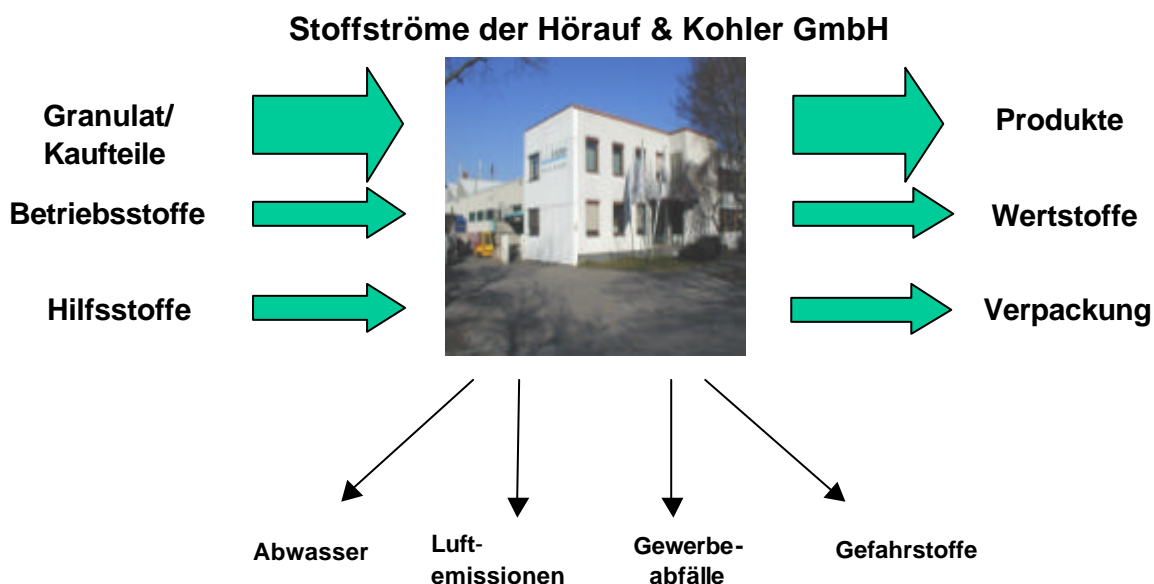 Stoffströme der Hörauf & Kohler GmbH
Granulat/
Kaufteile
Betriebsstoffe
Hilfsstoffe
Produkte
Wertstoffe
Verpackung
Abwasser
Luft-
emissionen
Gewerbe-
abfälle
Gefahrstoffe